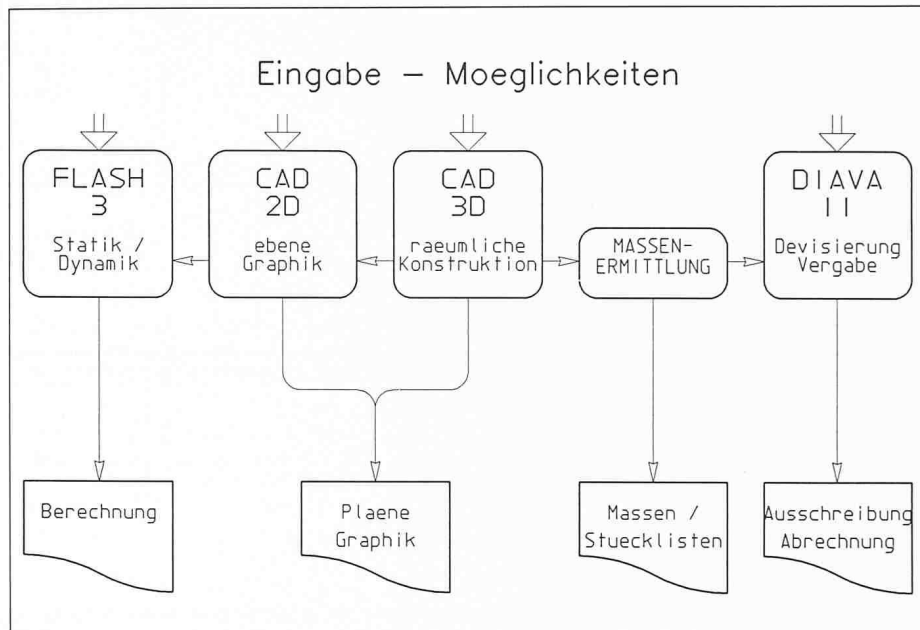 Eingabe – Moeglichkeiten
FLASH
3
Statik /
Dynamik
CAD
2D
ebene
Graphik
CAD
3D
raeumliche
Konstruktion
MASSEN-
ERMITTLUNG
DIAVA
II
Devisierung
Vergabe
Berechnung
Plaene
Graphik
Massen /
Stuecklisten
Ausschreibung
Abrechnung